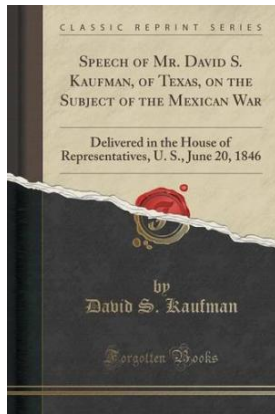 CLASSIC REPRINT SERIES
SPEECH OF MR. DAVID S.
KAUFMAN, OF TEXAS, ON THE
SUBJECT OF THE MEXICAN WAR
Delivered in the House of
Representatives, U. S., June 20, 1846
by
David S. Kaufman
Forgotten Books